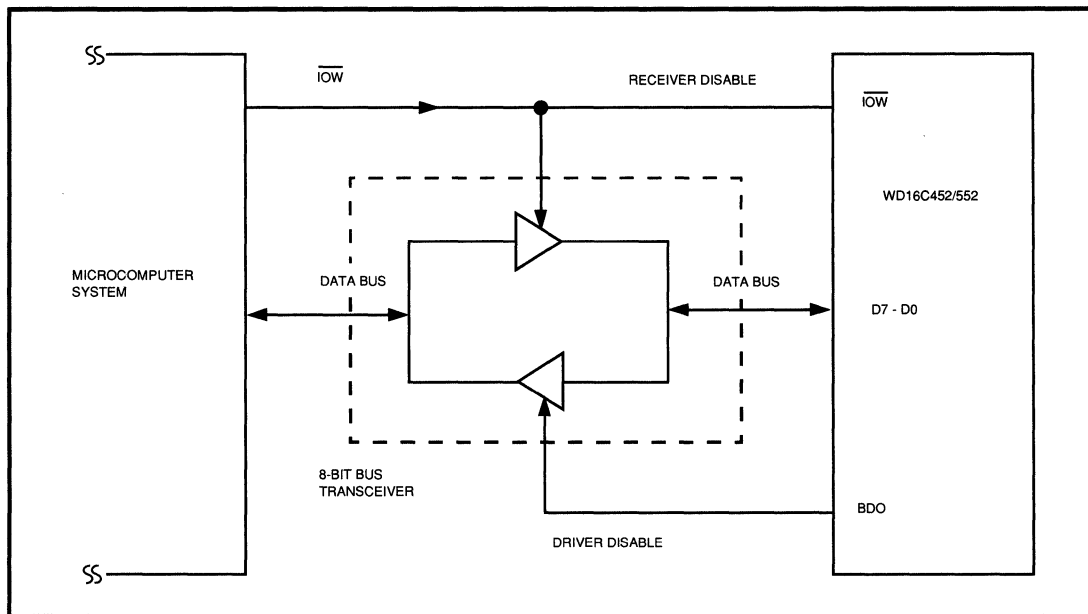 IOW
RECEIVER DISABLE
IOW
WD16C452/552
MICROCOMPUTER
SYSTEM
DATA BUS
DATA BUS
D7 - D0
8-BIT BUS
TRANSCEIVER
BDO
DRIVER DISABLE